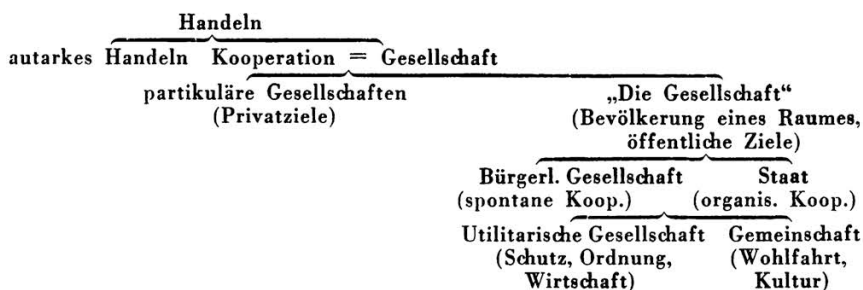 Handeln
autarkes Handeln Kooperation = Gesellschaft
partikuläre Gesellschaften „Die Gesellschaft“
(Privatziele) (Bevölkerung eines Raumes,
öffentliche Ziele)
Bürgerl. Gesellschaft Staat
(spontane Koop.) (organis. Koop.)
Utilitarische Gesellschaft Gemeinschaft
(Schutz, Ordnung, (Wohlfahrt,
Wirtschaft) Kultur)